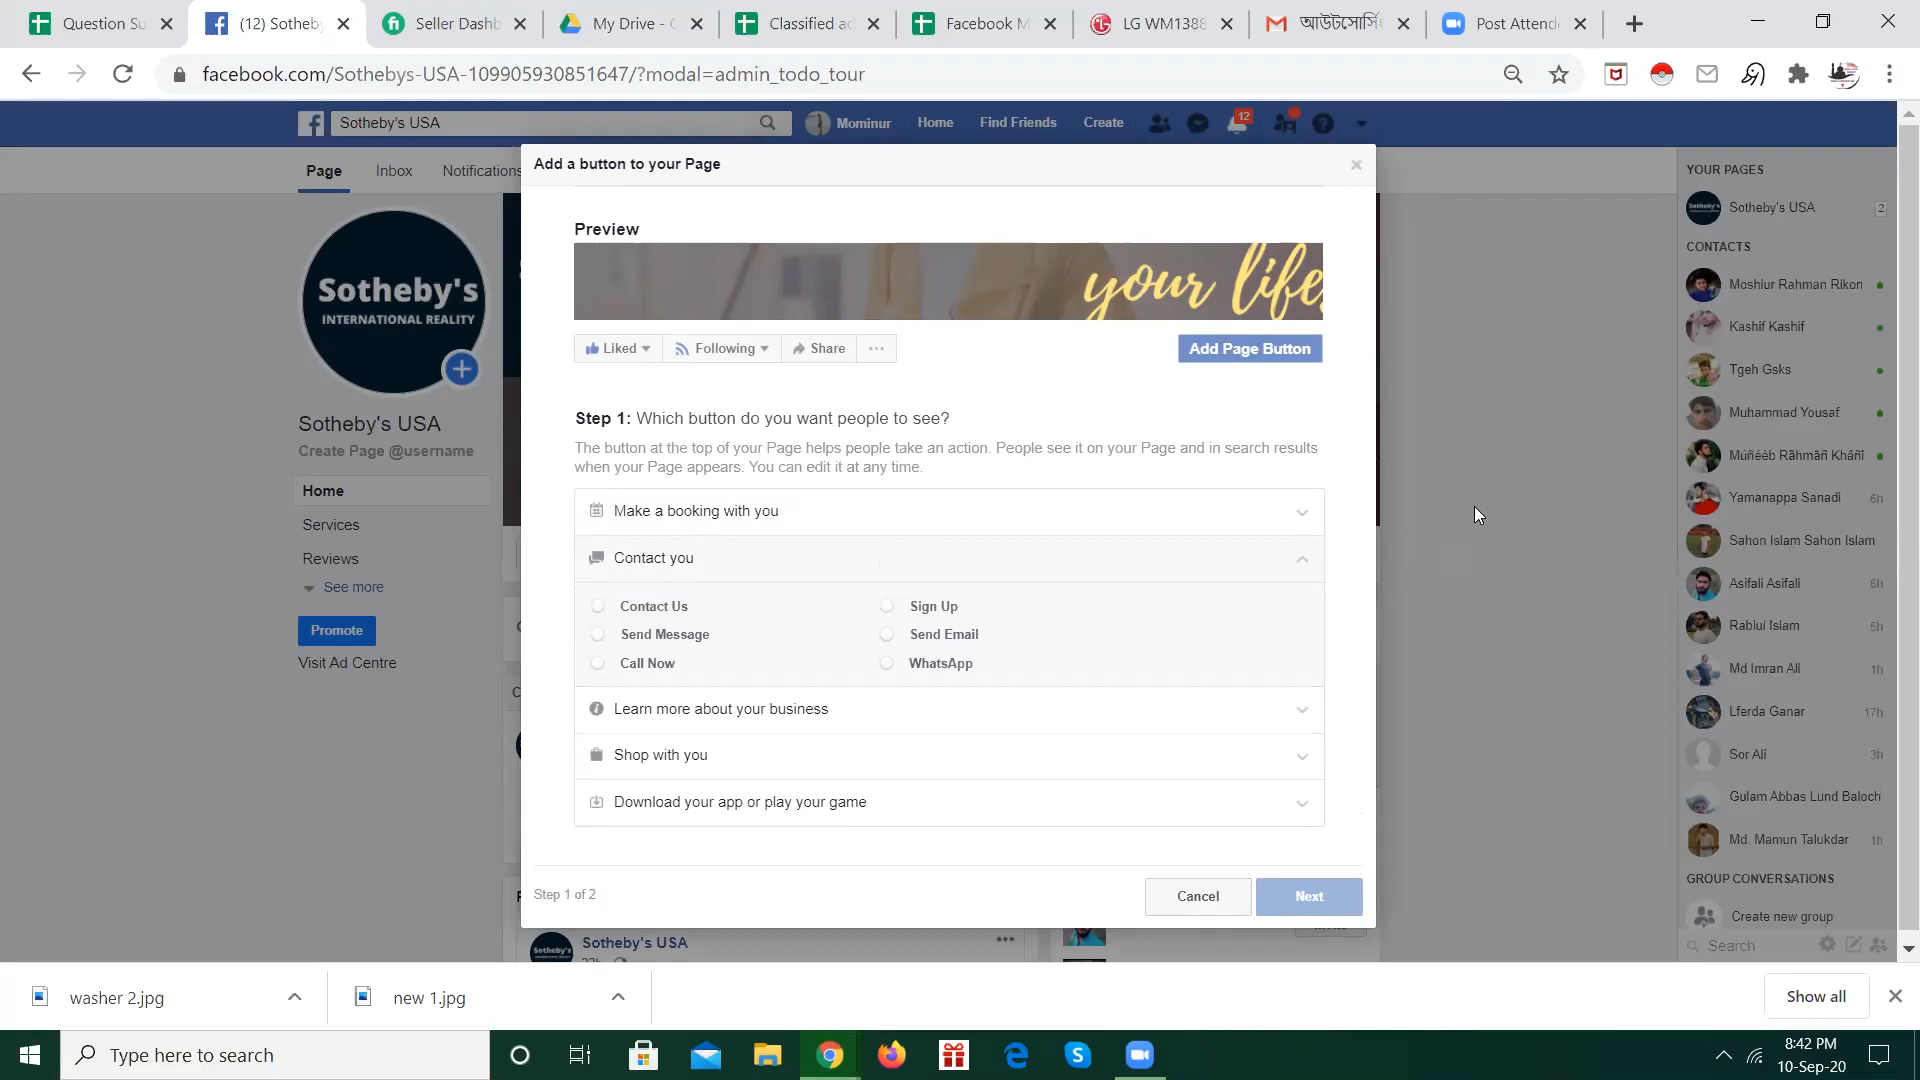 Question Su
(12) Sotheby
Seller Dashb
My Drive - G
Classified ad
Facebook M
LG WM1388
আউটসোর্সিং
Post Attende
facebook.com/Sothebys-USA-109905930851647/?modal=admin_todo_tour
Sotheby's USA
Mominur
Home
Find Friends
Create
12
Page
Inbox
Notifications
Add a button to your Page
Preview
your life
Liked
Following
Share
Add Page Button
Step 1: Which button do you want people to see?
The button at the top of your Page helps people take an action. People see it on your Page and in search results
when your Page appears. You can edit it at any time.
Make a booking with you
Contact you
Contact Us
Sign Up
Send Message
Send Email
Call Now
WhatsApp
Learn more about your business
Shop with you
Download your app or play your game
Step 1 of 2
Cancel
Next
Sotheby's
INTERNATIONAL REALITY
Sotheby's USA
Create Page @username
Home
Services
Reviews
See more
Promote
Visit Ad Centre
Sotheby's USA
YOUR PAGES
Sotheby's USA
2
CONTACTS
Moshiur Rahman Rikon
Kashif Kashif
Tgeh Gsks
Muhammad Yousaf
Múñéèb Rãhmãñ Khâñî
Yamanappa Sanadi 6h
Sahon Islam Sahon Islam
Asifali Asifali 6h
Rabiul Islam 5h
Md Imran Ali 1h
Lferda Ganar 17h
Sor Ali 3h
Gulam Abbas Lund Baloch
Md. Mamun Talukdar 1h
GROUP CONVERSATIONS
Create new group
Search
washer 2.jpg
new 1.jpg
Show all
Type here to search
8:42 PM
10-Sep-20